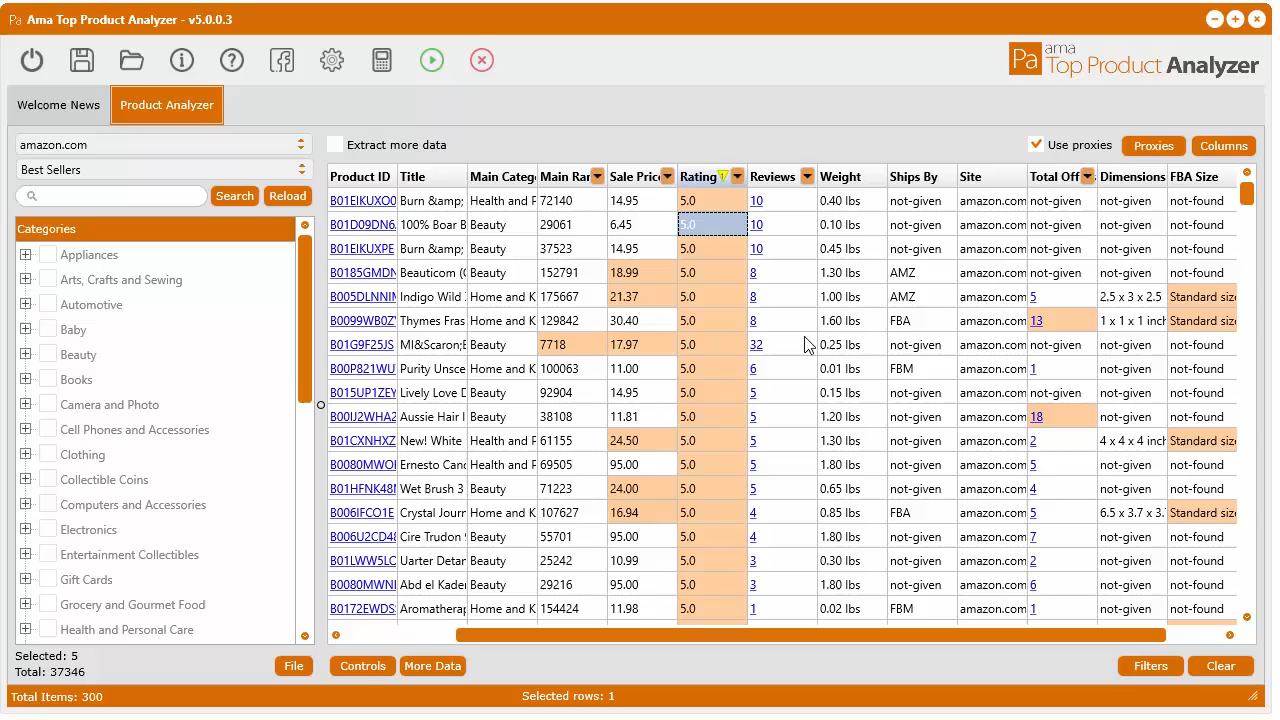 Pa Ama Top Product Analyzer - v5.0.0.3
Pa ama Top Product Analyzer
Welcome News Product Analyzer
amazon.com
Extract more data Use proxies Proxies Columns
Best Sellers
Search Reload
Product ID Title Main Categ Main Ran Sale Price Rating Reviews Weight Ships By Site Total Off Dimensions FBA Size
B01EIKUXO0 Burn &amp; Health and P 72140 14.95 5.0 10 0.40 lbs not-given amazon.com not-given not-given not-found
B01D09DN6 100% Boar B Beauty 29061 6.45 5.0 10 0.10 lbs not-given amazon.com not-given not-given not-found
B01EIKUXPE Burn &amp; Beauty 37523 14.95 5.0 10 0.45 lbs not-given amazon.com not-given not-given not-found
B0185GMDN Beauticom ( Beauty 152791 18.99 5.0 8 1.30 lbs AMZ amazon.com not-given not-given not-found
B005DLNNI Indigo Wild Home and K 175667 21.37 5.0 8 1.00 lbs AMZ amazon.com 5 2.5 x 3 x 2.5 Standard size
B0099WB0Z Thymes Fras Home and K 129842 30.40 5.0 8 1.60 lbs FBA amazon.com 13 1 x 1 x 1 inch Standard size
B01G9F25JS MI&Scaron;E Beauty 7718 17.97 5.0 32 0.25 lbs not-given amazon.com not-given not-given not-found
B00P821WU Purity Unsce Home and K 100063 11.00 5.0 6 0.01 lbs FBM amazon.com 1 not-given not-found
B015UP1ZEY Lively Love D Beauty 92904 14.95 5.0 5 0.15 lbs not-given amazon.com not-given not-given not-found
B00U2WHA2 Aussie Hair I Beauty 38108 11.81 5.0 5 1.20 lbs not-given amazon.com 18 not-given not-found
B01CXNHXZ New! White Health and P 61155 24.50 5.0 5 1.30 lbs not-given amazon.com 2 4 x 4 x 4 inch Standard size
B0080MWO Ernesto Canc Health and P 69505 95.00 5.0 5 1.80 lbs not-given amazon.com 5 not-given not-found
B01HFNK48 Wet Brush 3 Beauty 71223 24.00 5.0 5 0.65 lbs not-given amazon.com 4 not-given not-found
B006IFCO1E Crystal Journ Home and K 107627 16.94 5.0 4 0.85 lbs FBA amazon.com 5 6.5 x 3.7 x 3. Standard size
B006U2CD4 Cire Trudon Beauty 55701 95.00 5.0 4 1.80 lbs not-given amazon.com 7 not-given not-found
B01LWW5LC Uarter Detan Beauty 25242 10.99 5.0 3 0.30 lbs not-given amazon.com 2 not-given not-found
B0080MWN Abd el Kade Beauty 29216 95.00 5.0 3 1.80 lbs not-given amazon.com 6 not-given not-found
B0172EWDS Aromatherap Home and K 154424 11.98 5.0 1 0.02 lbs FBM amazon.com 1 not-given not-found
Categories
Appliances
Arts, Crafts and Sewing
Automotive
Baby
Beauty
Books
Camera and Photo
Cell Phones and Accessories
Clothing
Collectible Coins
Computers and Accessories
Electronics
Entertainment Collectibles
Gift Cards
Grocery and Gourmet Food
Health and Personal Care
Selected: 5
Total: 37346
File Controls More Data Filters Clear
Total Items: 300 Selected rows: 1